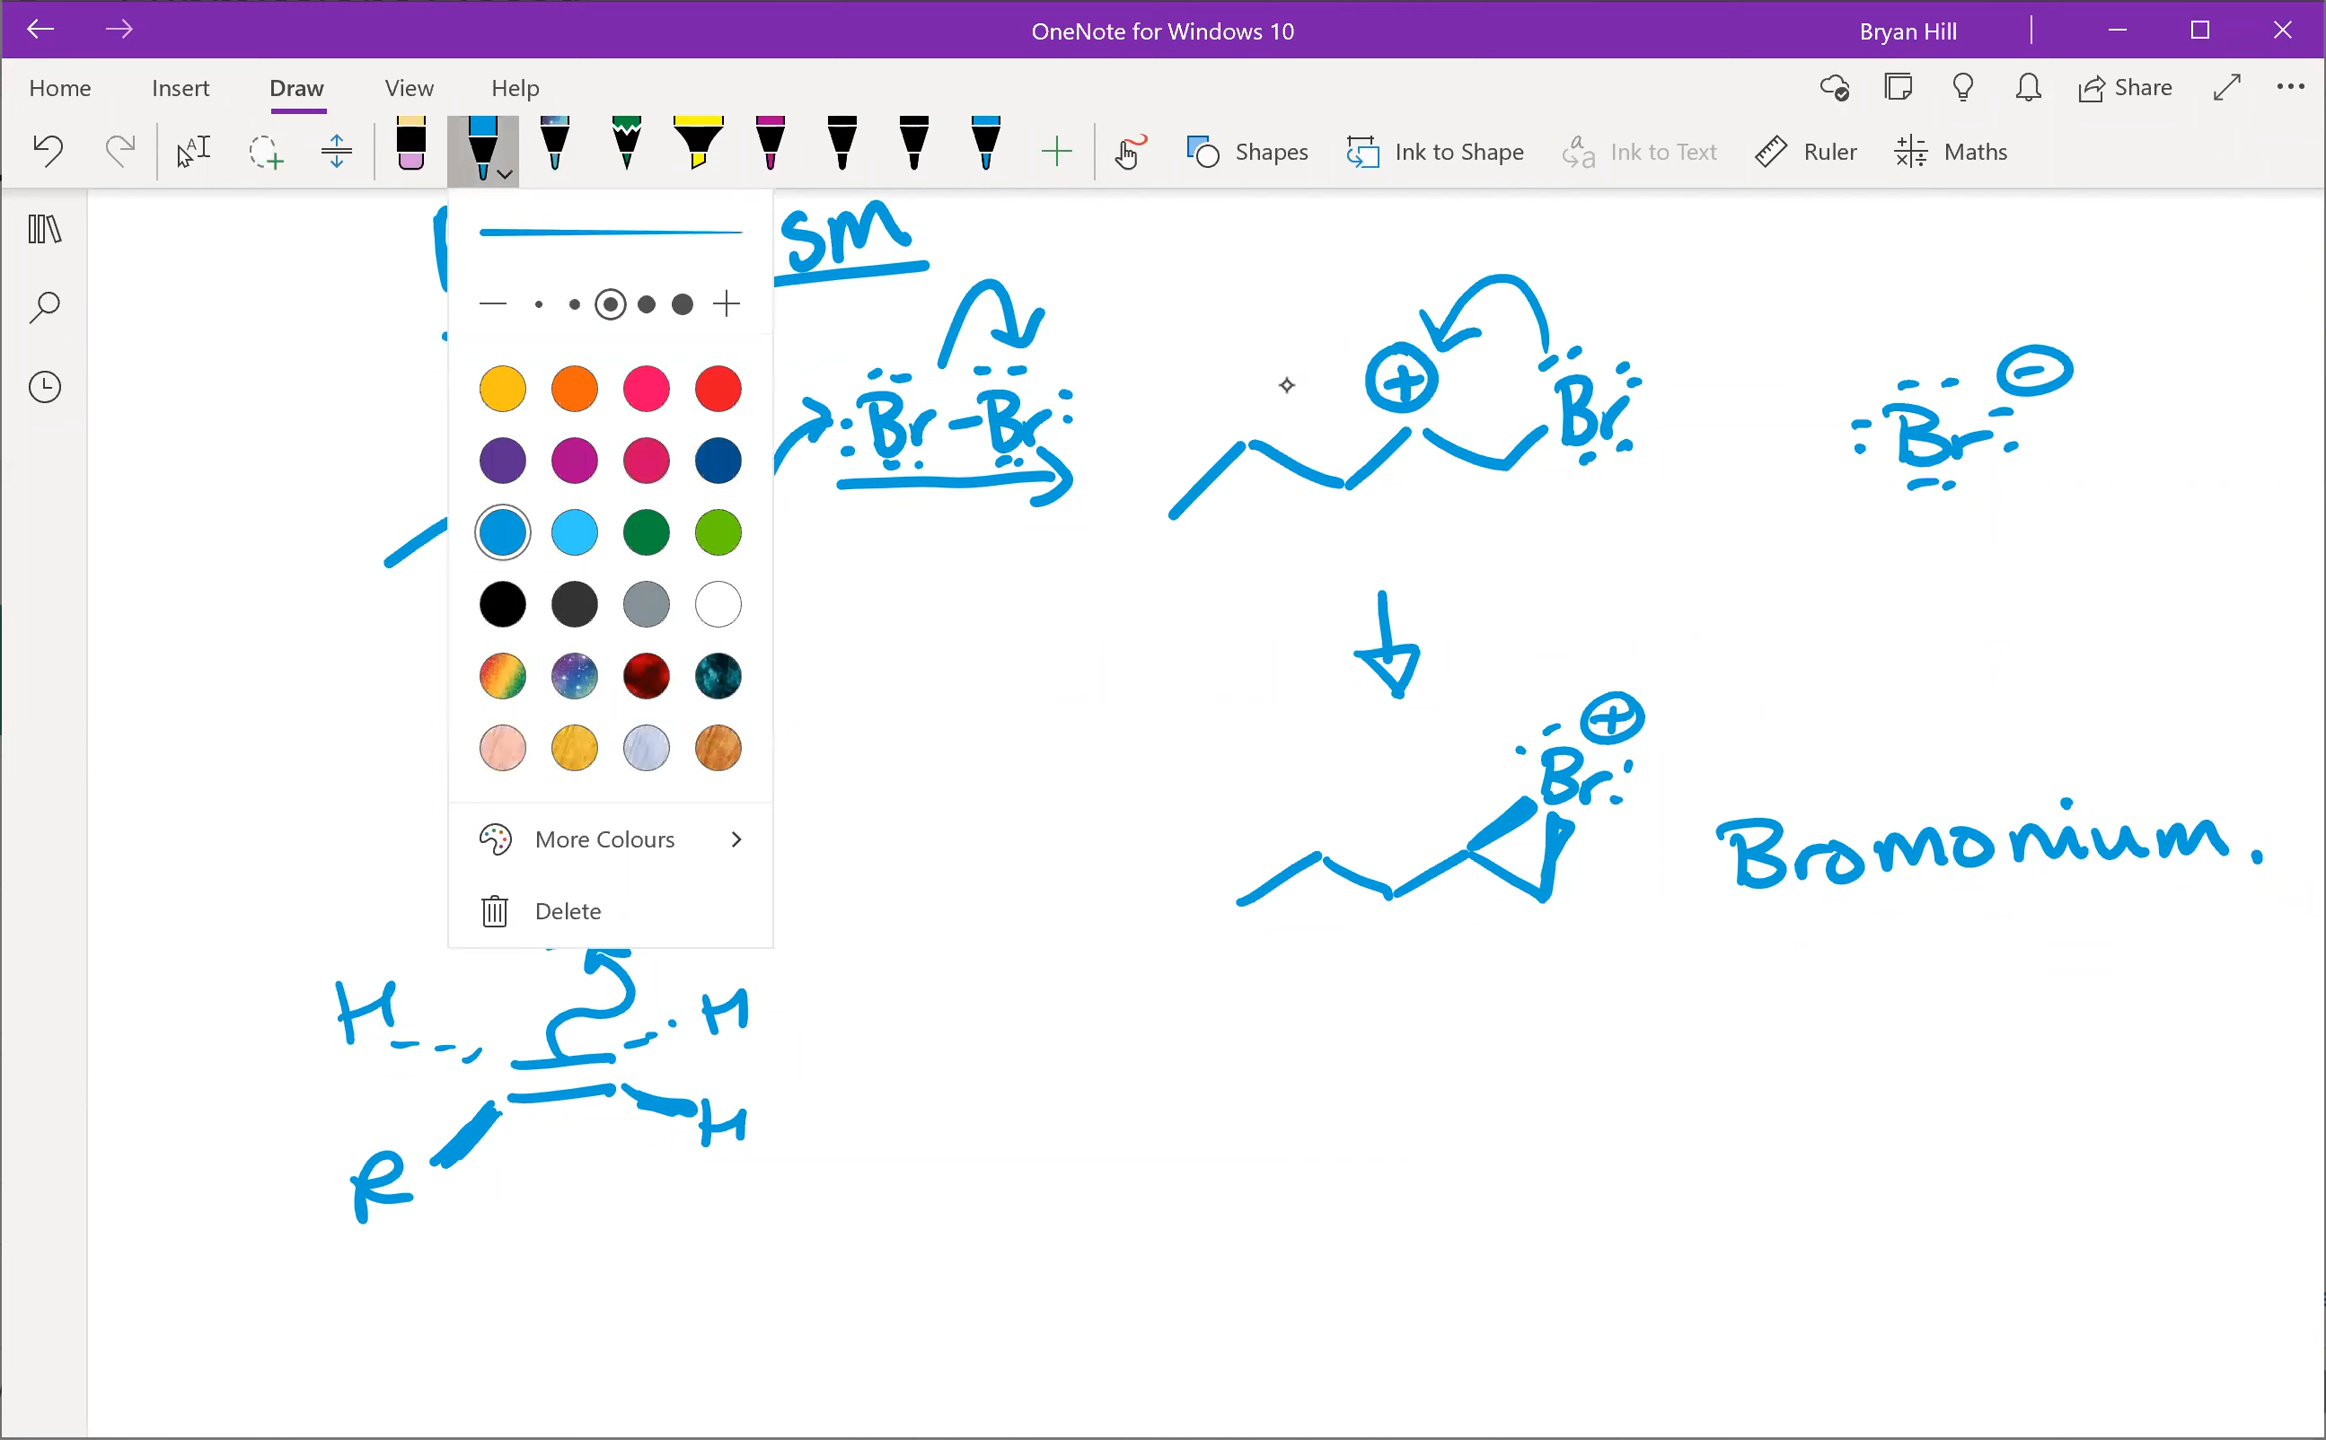 OneNote for Windows 10
Bryan Hill
Home Insert Draw View Help
Share
Shapes Ink to Shape Ink to Text Ruler Maths
sm
Br-Br
+ Br
Br -
More Colours
Delete
Br +
Bromonium.
H H
R H